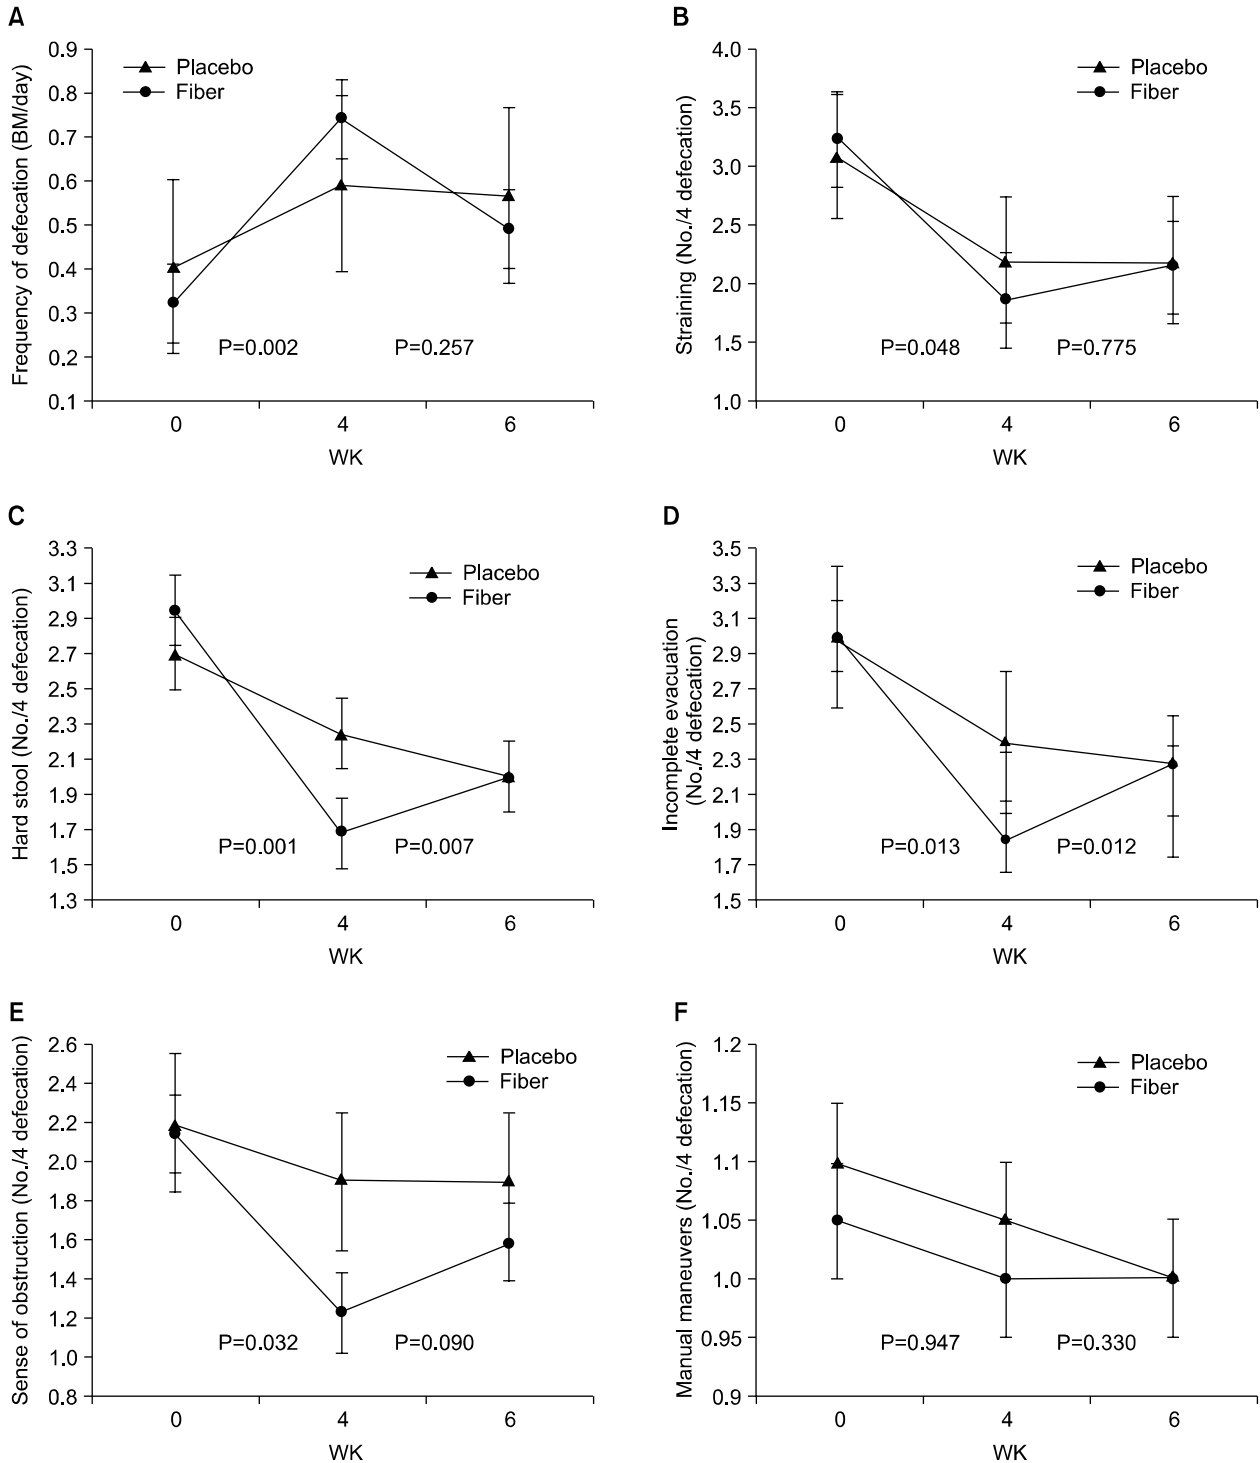 A
Frequency of defecation (BM/day)
0.9
0.8
0.7
0.6
0.5
0.4
0.3
0.2
0.1
Placebo
Fiber
P=0.002
P=0.257
0
4
6
WK
B
Straining (No./4 defecation)
4.0
3.5
3.0
2.5
2.0
1.5
1.0
Placebo
Fiber
P=0.048
P=0.775
0
4
6
WK
C
Hard stool (No./4 defecation)
3.3
3.1
2.9
2.7
2.5
2.3
2.1
1.9
1.7
1.5
1.3
Placebo
Fiber
P=0.001
P=0.007
0
4
6
WK
D
Incomplete evacuation
(No./4 defecation)
3.5
3.3
3.1
2.9
2.7
2.5
2.3
2.1
1.9
1.7
1.5
Placebo
Fiber
P=0.013
P=0.012
0
4
6
WK
E
Sense of obstruction (No./4 defecation)
2.6
2.4
2.2
2.0
1.8
1.6
1.4
1.2
1.0
0.8
Placebo
Fiber
P=0.032
P=0.090
0
4
6
WK
F
Manual maneuvers (No./4 defecation)
1.2
1.15
1.1
1.05
1.0
0.95
0.9
Placebo
Fiber
P=0.947
P=0.330
0
4
6
WK